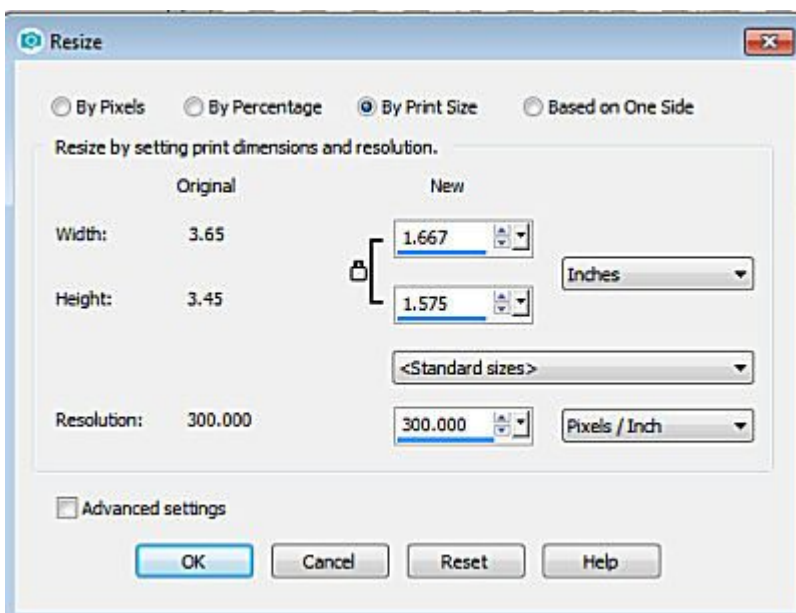 Resize
By Pixels By Percentage By Print Size Based on One Side
Resize by setting print dimensions and resolution.
Original New
Width: 3.65 1.667
Inches
Height: 3.45 1.575
<Standard sizes>
Resolution: 300.000 300.000 Pixels / Inch
Advanced settings
OK Cancel Reset Help